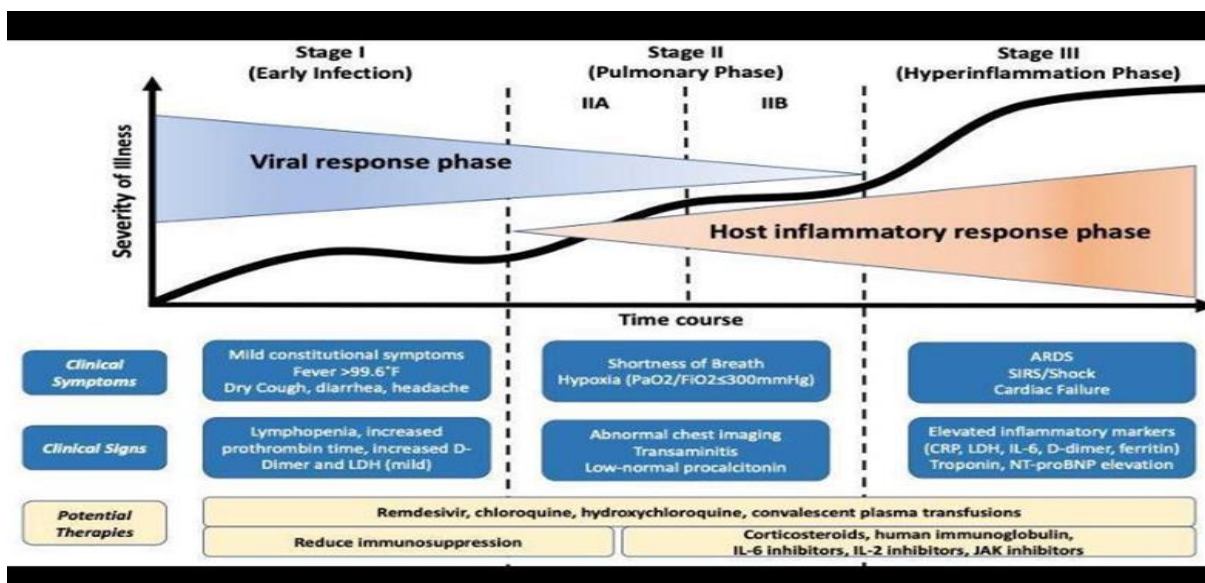 Stage I
(Early Infection)
Stage II
(Pulmonary Phase)
Stage III
(Hyperinflammation Phase)
IIA
IIB
Severity of Illness
Viral response phase
Host inflammatory response phase
Time course
Clinical
Symptoms
Mild constitutional symptoms
Fever >99.6°F
Dry Cough, diarrhea, headache
Shortness of Breath
Hypoxia (PaO2/FiO2≤300mmHg)
ARDS
SIRS/Shock
Cardiac Failure
Clinical Signs
Lymphopenia, increased
prothrombin time, increased D-
Dimer and LDH (mild)
Abnormal chest imaging
Transaminitis
Low-normal procalcitonin
Elevated inflammatory markers
(CRP, LDH, IL-6, D-dimer, ferritin)
Troponin, NT-proBNP elevation
Potential
Therapies
Remdesivir, chloroquine, hydroxychloroquine, convalescent plasma transfusions
Reduce immunosuppression
Corticosteroids, human immunoglobulin,
IL-6 inhibitors, IL-2 inhibitors, JAK inhibitors